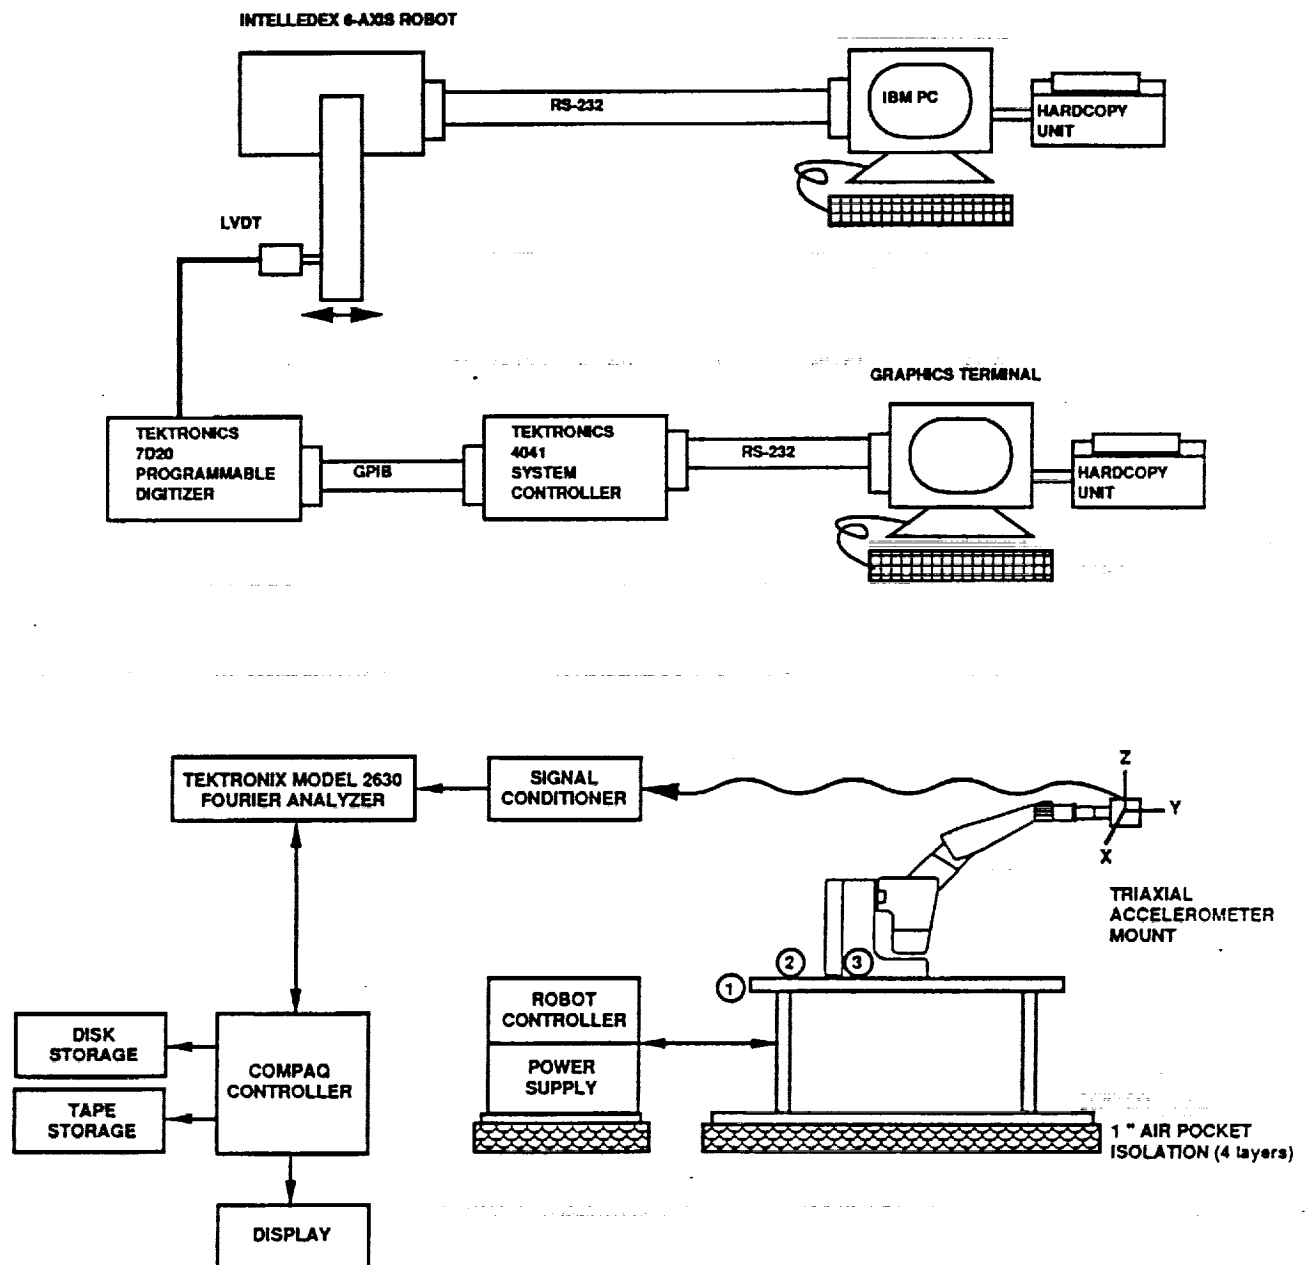 INTELLEDEX 6-AXIS ROBOT
RS-232
IBM PC
HARDCOPY
UNIT
LVDT
GRAPHICS TERMINAL
TEKTRONICS
7D20
PROGRAMMABLE
DIGITIZER
GPIB
TEKTRONICS
4041
SYSTEM
CONTROLLER
RS-232
HARDCOPY
UNIT
TEKTRONIX MODEL 2630
FOURIER ANALYZER
SIGNAL
CONDITIONER
Z
Y
X
TRIAXIAL
ACCELEROMETER
MOUNT
1
2
3
ROBOT
CONTROLLER
POWER
SUPPLY
DISK
STORAGE
COMPAQ
CONTROLLER
TAPE
STORAGE
1 " AIR POCKET
ISOLATION (4 layers)
DISPLAY